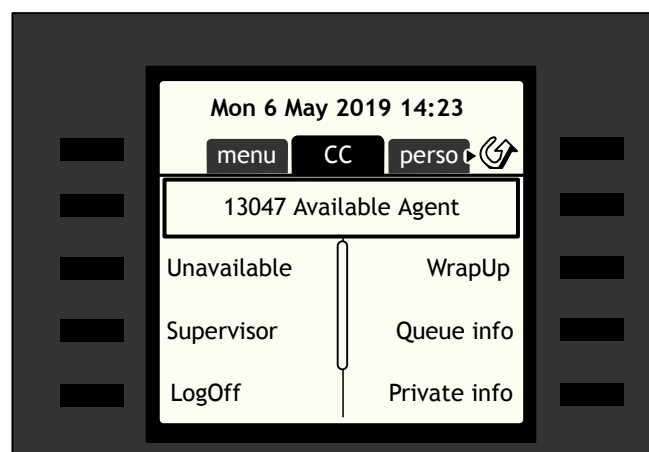 Mon 6 May 2019 14:23
menu CC perso
13047 Available Agent
Unavailable WrapUp
Supervisor Queue info
LogOff Private info